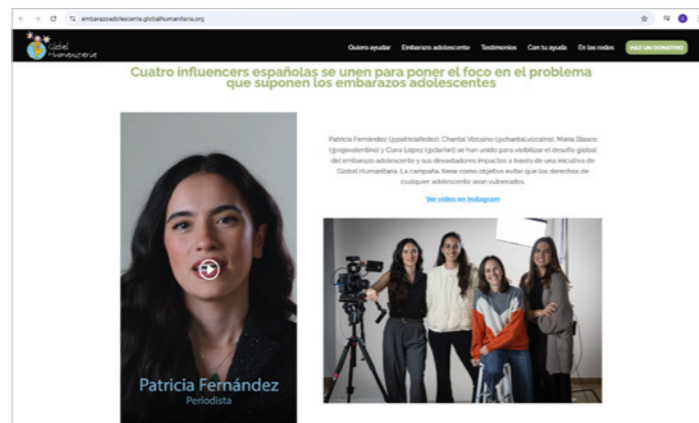 embarazoadolescente.globalhumanitaria.org
Global
Humanitaria
Quiero ayudar Embarazo adolescente Testimonios Con tu ayuda En las redes HAZ UN DONATIVO
Cuatro influencers españolas se unen para poner el foco en el problema
que suponen los embarazos adolescentes
Patricia Fernández (@patriciafedez), Chantal Vizcaíno (@chantal.vizcaino), María Blasco
(@rojovalentino) y Clara López (@clarlet) se han unido para visibilizar el desafío global
del embarazo adolescente y sus devastadores impactos a través de una iniciativa de
Global Humanitaria. La campaña, tiene como objetivo evitar que los derechos de
cualquier adolescente sean vulnerados.
Ver vídeo en Instagram
Patricia Fernández
Periodista